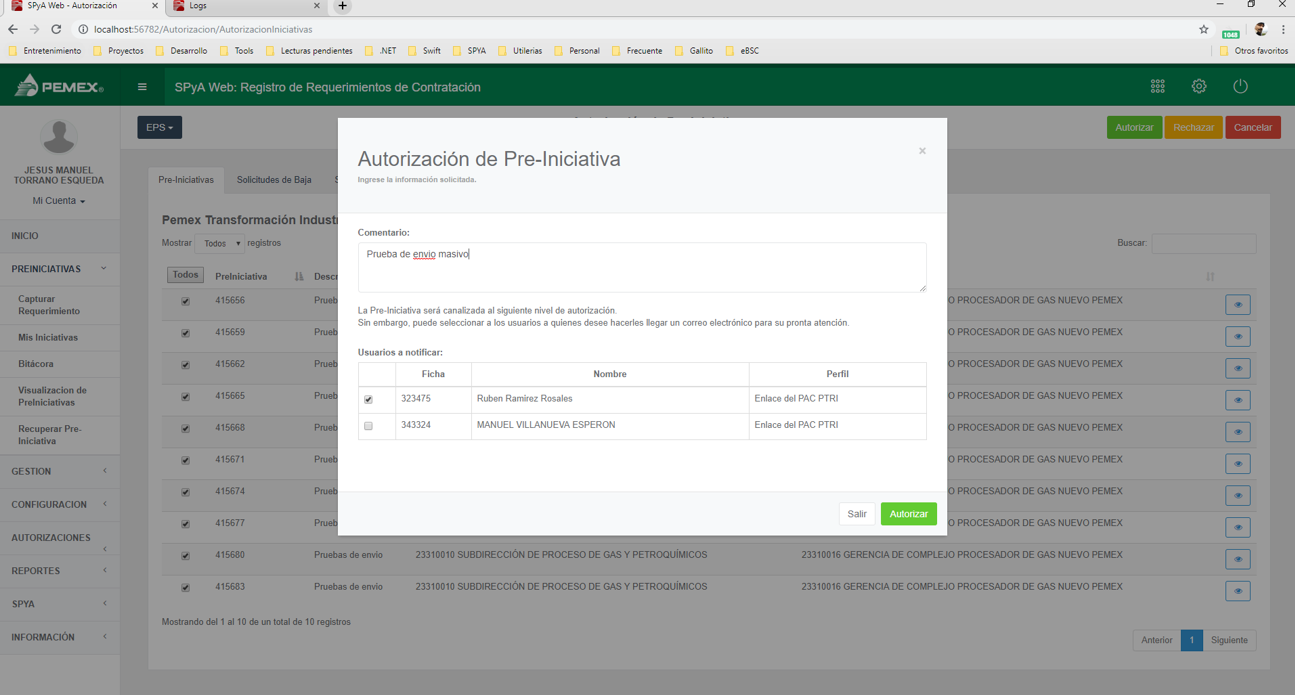 SPyA Web - Autorización
Logs
localhost:56782/Autorizacion/AutorizacionIniciativas
1043
Entretenimiento Proyectos Desarrollo Tools Lecturas pendientes .NET Swift SPYA Utilerias Personal Frecuente Gallito eBSC Otros favoritos
PEMEX®
SPyA Web: Registro de Requerimientos de Contratación
JESUS MANUEL
TORRANO ESQUEDA
Mi Cuenta
INICIO
PREINICIATIVAS
Capturar
Requerimiento
Mis Iniciativas
Bitácora
Visualizacion de
PreIniciativas
Recuperar Pre-
Iniciativa
GESTION
CONFIGURACION
AUTORIZACIONES
REPORTES
SPYA
INFORMACIÓN
EPS
Autorizar Rechazar Cancelar
Pre-Iniciativas Solicitudes de Baja S
Pemex Transformación Indust
Mostrar Todos registros
Buscar:
Todos PreIniciativa Descr
415656 Prueb O PROCESADOR DE GAS NUEVO PEMEX
415659 Prueb O PROCESADOR DE GAS NUEVO PEMEX
415662 Prueb O PROCESADOR DE GAS NUEVO PEMEX
415665 Prueb O PROCESADOR DE GAS NUEVO PEMEX
415668 Prueb O PROCESADOR DE GAS NUEVO PEMEX
415671 Prueb O PROCESADOR DE GAS NUEVO PEMEX
415674 Prueb O PROCESADOR DE GAS NUEVO PEMEX
415677 Prueb O PROCESADOR DE GAS NUEVO PEMEX
415680 Pruebas de envio 23310010 SUBDIRECCIÓN DE PROCESO DE GAS Y PETROQUÍMICOS 23310016 GERENCIA DE COMPLEJO PROCESADOR DE GAS NUEVO PEMEX
415683 Pruebas de envio 23310010 SUBDIRECCIÓN DE PROCESO DE GAS Y PETROQUÍMICOS 23310016 GERENCIA DE COMPLEJO PROCESADOR DE GAS NUEVO PEMEX
Mostrando del 1 al 10 de un total de 10 registros
Anterior 1 Siguiente
Autorización de Pre-Iniciativa
×
Ingrese la información solicitada.
Comentario:
Prueba de envio masivo
La Pre-Iniciativa será canalizada al siguiente nivel de autorización.
Sin embargo, puede seleccionar a los usuarios a quienes desee hacerles llegar un correo electrónico para su pronta atención.
Usuarios a notificar:
Ficha Nombre Perfil
323475 Ruben Ramirez Rosales Enlace del PAC PTRI
343324 MANUEL VILLANUEVA ESPERON Enlace del PAC PTRI
Salir Autorizar